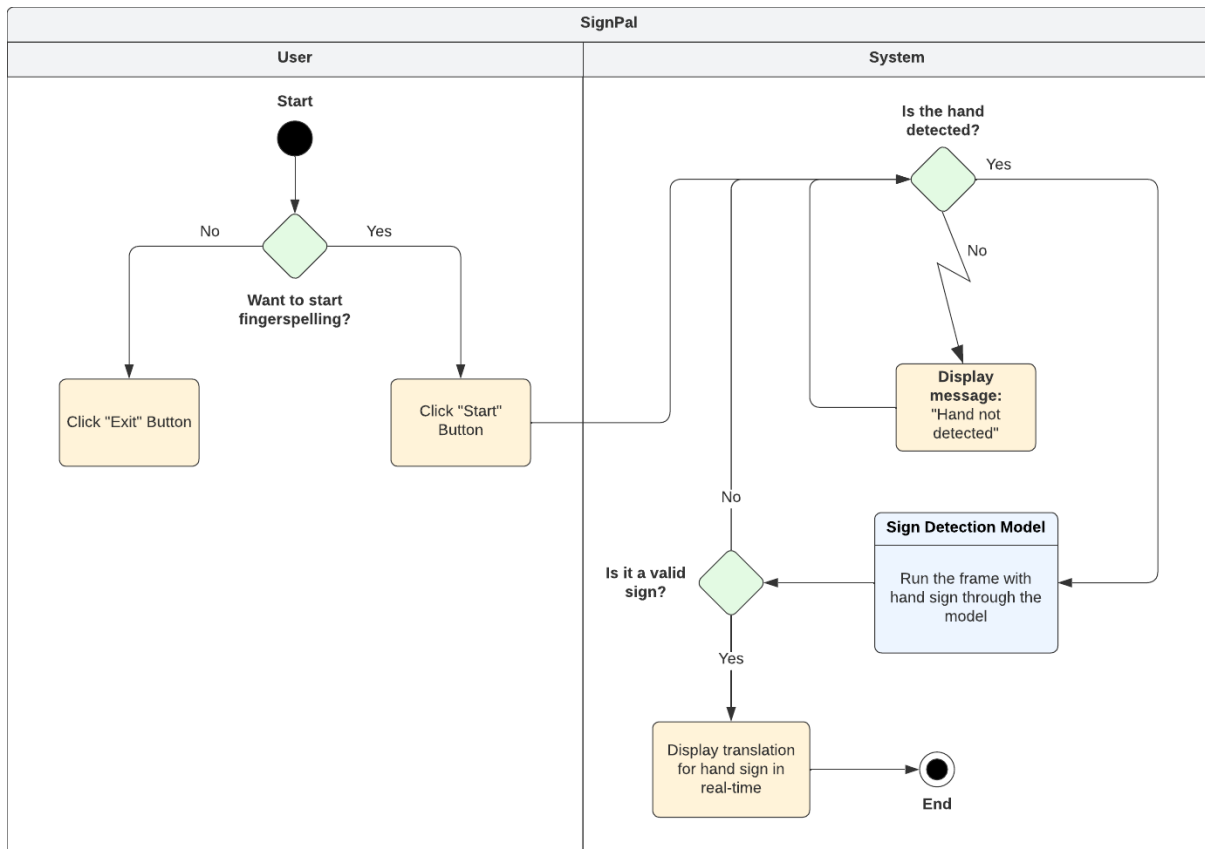 SignPal
User
System
Start
Is the hand
detected?
Yes
No
Yes
No
Want to start
fingerspelling?
Click "Exit" Button
Click "Start"
Button
Display
message:
"Hand not
detected"
No
Sign Detection Model
Is it a valid
sign?
Run the frame with
hand sign through the
model
Yes
Display translation
for hand sign in
real-time
End